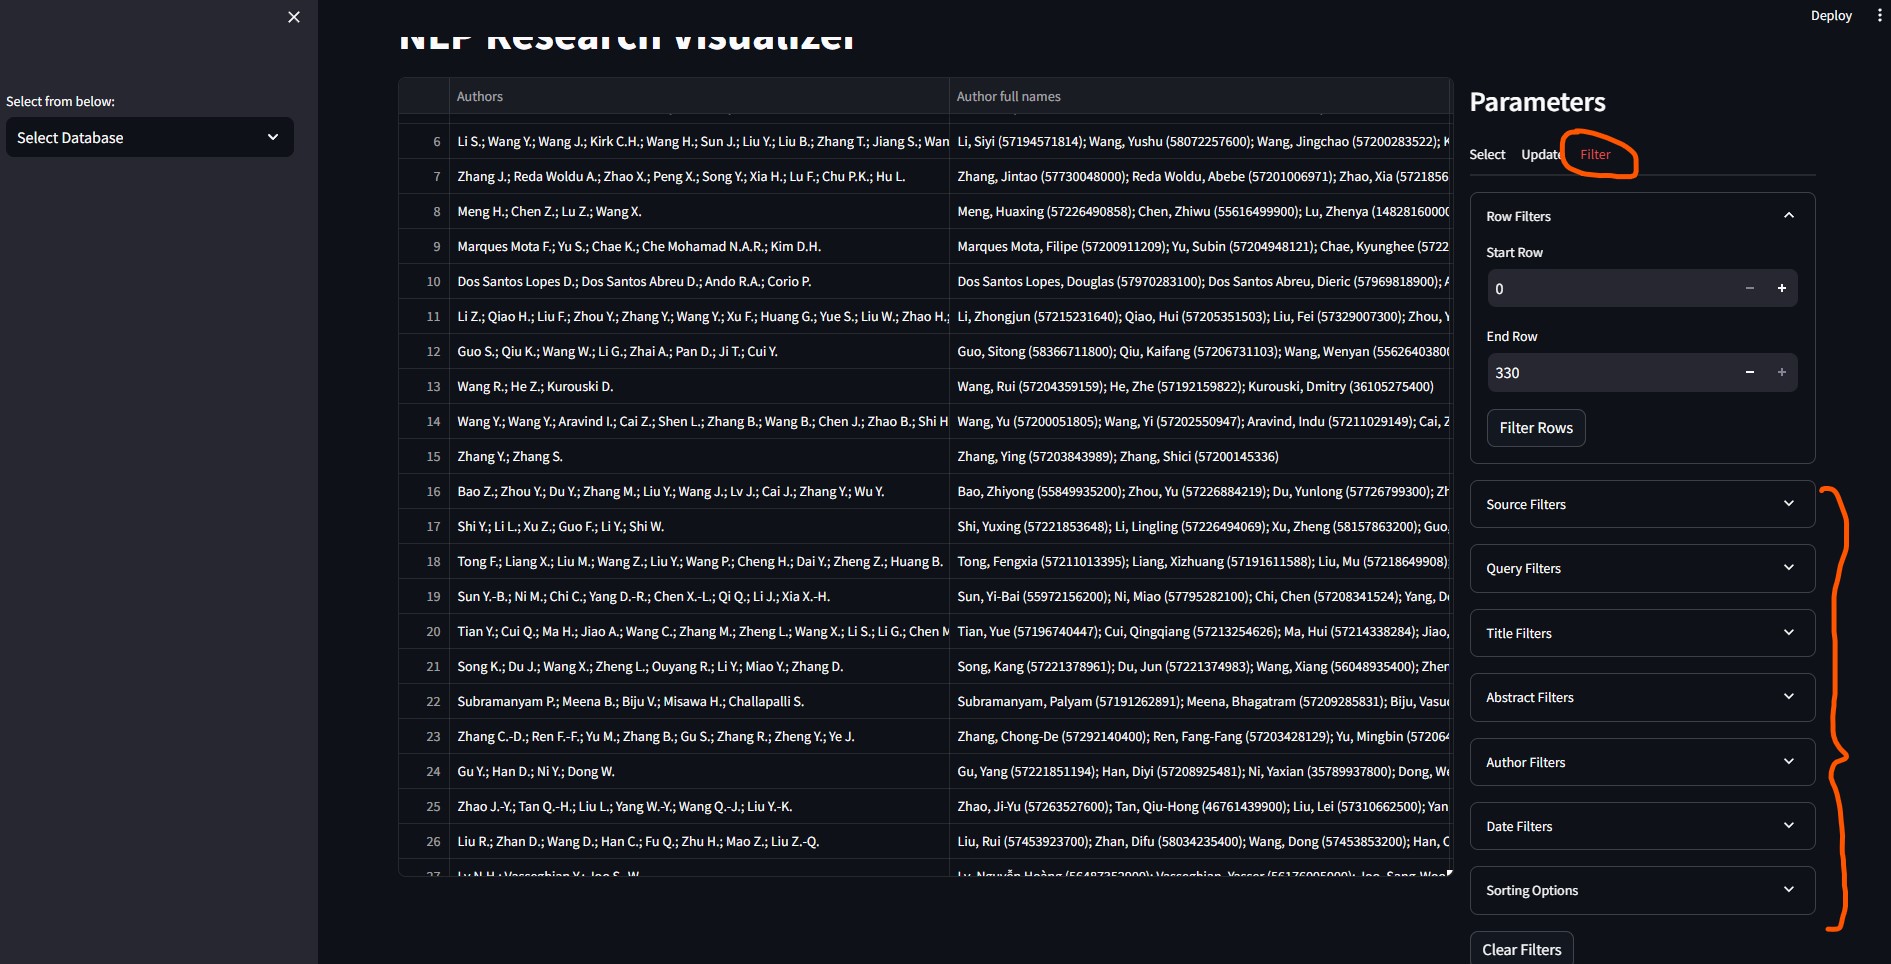 Deploy
Select from below:
Select Database
NLP Research Visualizer
Authors Author full names
6 Li S.; Wang Y.; Wang J.; Kirk C.H.; Wang H.; Sun J.; Liu Y.; Liu B.; Zhang T.; Jiang S.; Wan Li, Siyi (57194571814); Wang, Yushu (58072257600); Wang, Jingchao (57200283522); K
7 Zhang J.; Reda Woldu A.; Zhao X.; Peng X.; Song Y.; Xia H.; Lu F.; Chu P.K.; Hu L. Zhang, Jintao (57730048000); Reda Woldu, Abebe (57201006971); Zhao, Xia (5721856
8 Meng H.; Chen Z.; Lu Z.; Wang X. Meng, Huaxing (57226490858); Chen, Zhiwu (55616499900); Lu, Zhenya (14828160000
9 Marques Mota F.; Yu S.; Chae K.; Che Mohamad N.A.R.; Kim D.H. Marques Mota, Filipe (57200911209); Yu, Subin (57204948121); Chae, Kyunghee (5722
10 Dos Santos Lopes D.; Dos Santos Abreu D.; Ando R.A.; Corio P. Dos Santos Lopes, Douglas (57970283100); Dos Santos Abreu, Dieric (57969818900); A
11 Li Z.; Qiao H.; Liu F.; Zhou Y.; Zhang Y.; Wang Y.; Xu F.; Huang G.; Yue S.; Liu W.; Zhao H.; Li, Zhongjun (57215231640); Qiao, Hui (57205351503); Liu, Fei (57329007300); Zhou, Y
12 Guo S.; Qiu K.; Wang W.; Li G.; Zhai A.; Pan D.; Ji T.; Cui Y. Guo, Sitong (58366711800); Qiu, Kaifang (57206731103); Wang, Wenyan (55626403800
13 Wang R.; He Z.; Kurouski D. Wang, Rui (57204359159); He, Zhe (57192159822); Kurouski, Dmitry (36105275400)
14 Wang Y.; Wang Y.; Aravind I.; Cai Z.; Shen L.; Zhang B.; Wang B.; Chen J.; Zhao B.; Shi H Wang, Yu (57200051805); Wang, Yi (57202550947); Aravind, Indu (57211029149); Cai, Z
15 Zhang Y.; Zhang S. Zhang, Ying (57203843989); Zhang, Shici (57200145336)
16 Bao Z.; Zhou Y.; Du Y.; Zhang M.; Liu Y.; Wang J.; Lv J.; Cai J.; Zhang Y.; Wu Y. Bao, Zhiyong (55849935200); Zhou, Yu (57226884219); Du, Yunlong (57726799300); Zh
17 Shi Y.; Li L.; Xu Z.; Guo F.; Li Y.; Shi W. Shi, Yuxing (57221853648); Li, Lingling (57226494069); Xu, Zheng (58157863200); Guo,
18 Tong F.; Liang X.; Liu M.; Wang Z.; Liu Y.; Wang P.; Cheng H.; Dai Y.; Zheng Z.; Huang B. Tong, Fengxia (57211013395); Liang, Xizhuang (57191611588); Liu, Mu (57218649908);
19 Sun Y.-B.; Ni M.; Chi C.; Yang D.-R.; Chen X.-L.; Qi Q.; Li J.; Xia X.-H. Sun, Yi-Bai (55972156200); Ni, Miao (57795282100); Chi, Chen (57208341524); Yang, De
20 Tian Y.; Cui Q.; Ma H.; Jiao A.; Wang C.; Zhang M.; Zheng L.; Wang X.; Li S.; Li G.; Chen M Tian, Yue (57196740447); Cui, Qingqiang (57213254626); Ma, Hui (57214338284); Jiao,
21 Song K.; Du J.; Wang X.; Zheng L.; Ouyang R.; Li Y.; Miao Y.; Zhang D. Song, Kang (57221378961); Du, Jun (57221374983); Wang, Xiang (56048935400); Zhen
22 Subramanyam P.; Meena B.; Biju V.; Misawa H.; Challapalli S. Subramanyam, Palyam (57191262891); Meena, Bhagatram (57209285831); Biju, Vasud
23 Zhang C.-D.; Ren F.-F.; Yu M.; Zhang B.; Gu S.; Zhang R.; Zheng Y.; Ye J. Zhang, Chong-De (57292140400); Ren, Fang-Fang (57203428129); Yu, Mingbin (572064
24 Gu Y.; Han D.; Ni Y.; Dong W. Gu, Yang (57221851194); Han, Diyi (57208925481); Ni, Yaxian (35789937800); Dong, We
25 Zhao J.-Y.; Tan Q.-H.; Liu L.; Yang W.-Y.; Wang Q.-J.; Liu Y.-K. Zhao, Ji-Yu (57263527600); Tan, Qiu-Hong (46761439900); Liu, Lei (57310662500); Yan
26 Liu R.; Zhan D.; Wang D.; Han C.; Fu Q.; Zhu H.; Mao Z.; Liu Z.-Q. Liu, Rui (57453923700); Zhan, Difu (58034235400); Wang, Dong (57453853200); Han, C
Parameters
Select Update Filter
Row Filters
Start Row
0
End Row
330
Filter Rows
Source Filters
Query Filters
Title Filters
Abstract Filters
Author Filters
Date Filters
Sorting Options
Clear Filters